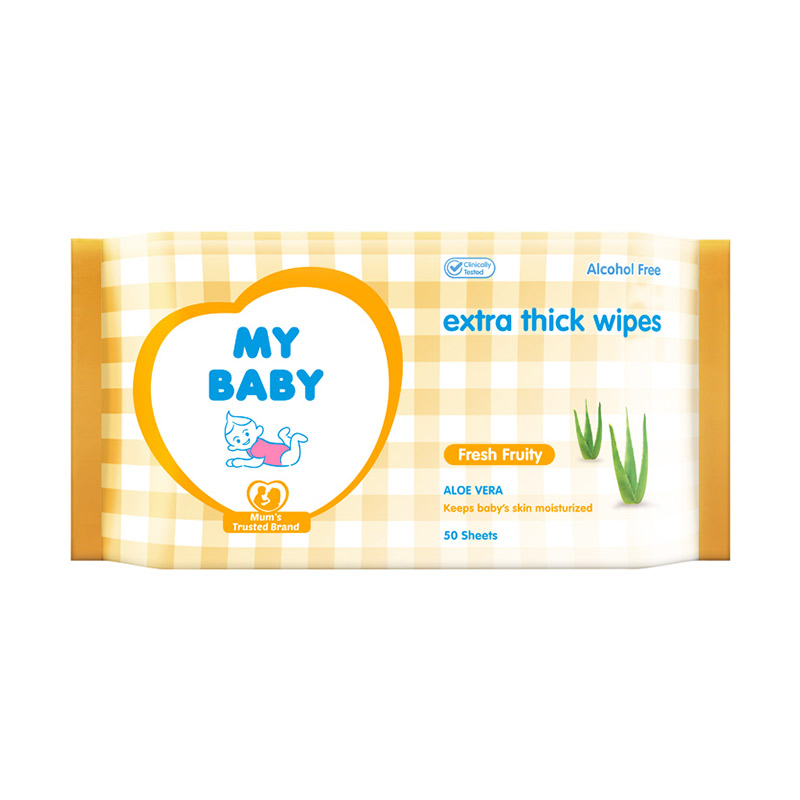 MY
BABY
Mum's
Trusted Brand
Clinically
Tested
Alcohol Free
extra thick wipes
Fresh Fruity
ALOE VERA
Keeps baby's skin moisturized
50 Sheets